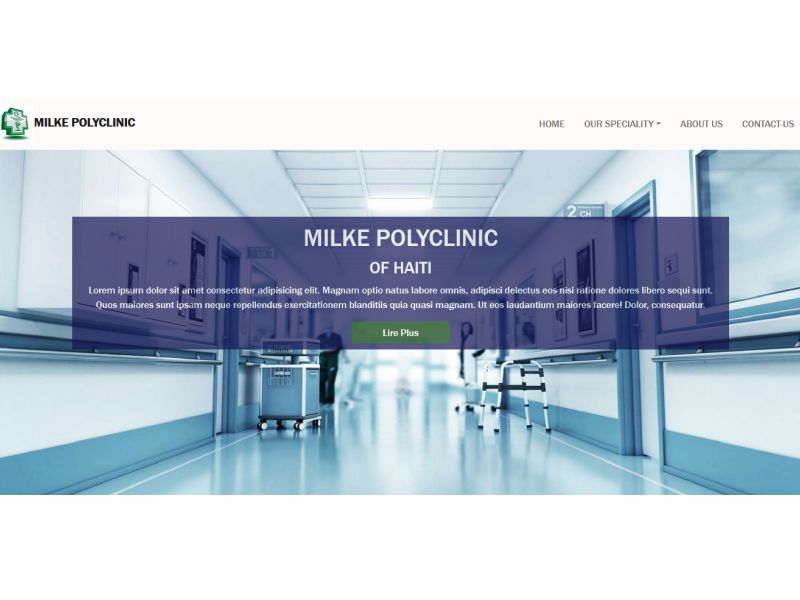 MILKE POLYCLINIC
HOME OUR SPECIALITY ABOUT US CONTACT-US
2 CH
MILKE POLYCLINIC
OF HAITI
Lorem ipsum dolor sit amet consectetur adipisicing elit. Magnam optio natus labore omnis, adipisci delectus eos nisi ratione dolores libero sequi sunt.
Quos maiores sunt ipsam neque repellendus exercitationem blanditiis quia quasi magnam. Ut eos laudantium maiores facere! Dolor, consequatur.
Lire Plus